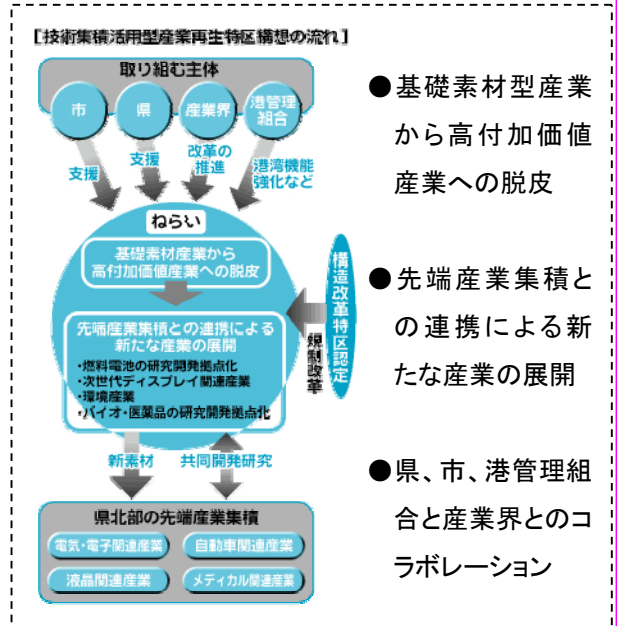 ［技術集積活用型産業再生特区構想の流れ］
取り組む主体
市
県
産業界
港管理
組合
支援
支援
改革の
推進
港湾機能
強化など
ねらい
基礎素材産業から
高付加価値産業への脱皮
先端産業集積との連携による
新たな産業の展開
・燃料電池の研究開発拠点化
・次世代ディスプレイ関連産業
・環境産業
・バイオ・医薬品の研究開発拠点化
構造改革特区認定
規制改革
新素材
共同開発研究
県北部の先端産業集積
電気・電子関連産業
自動車関連産業
液晶関連産業
メディカル関連産業
●基礎素材型産業
から高付加価値
産業への脱皮
●先端産業集積と
の連携による新
たな産業の展開
●県、市、港管理組
合と産業界とのコ
ラボレーション